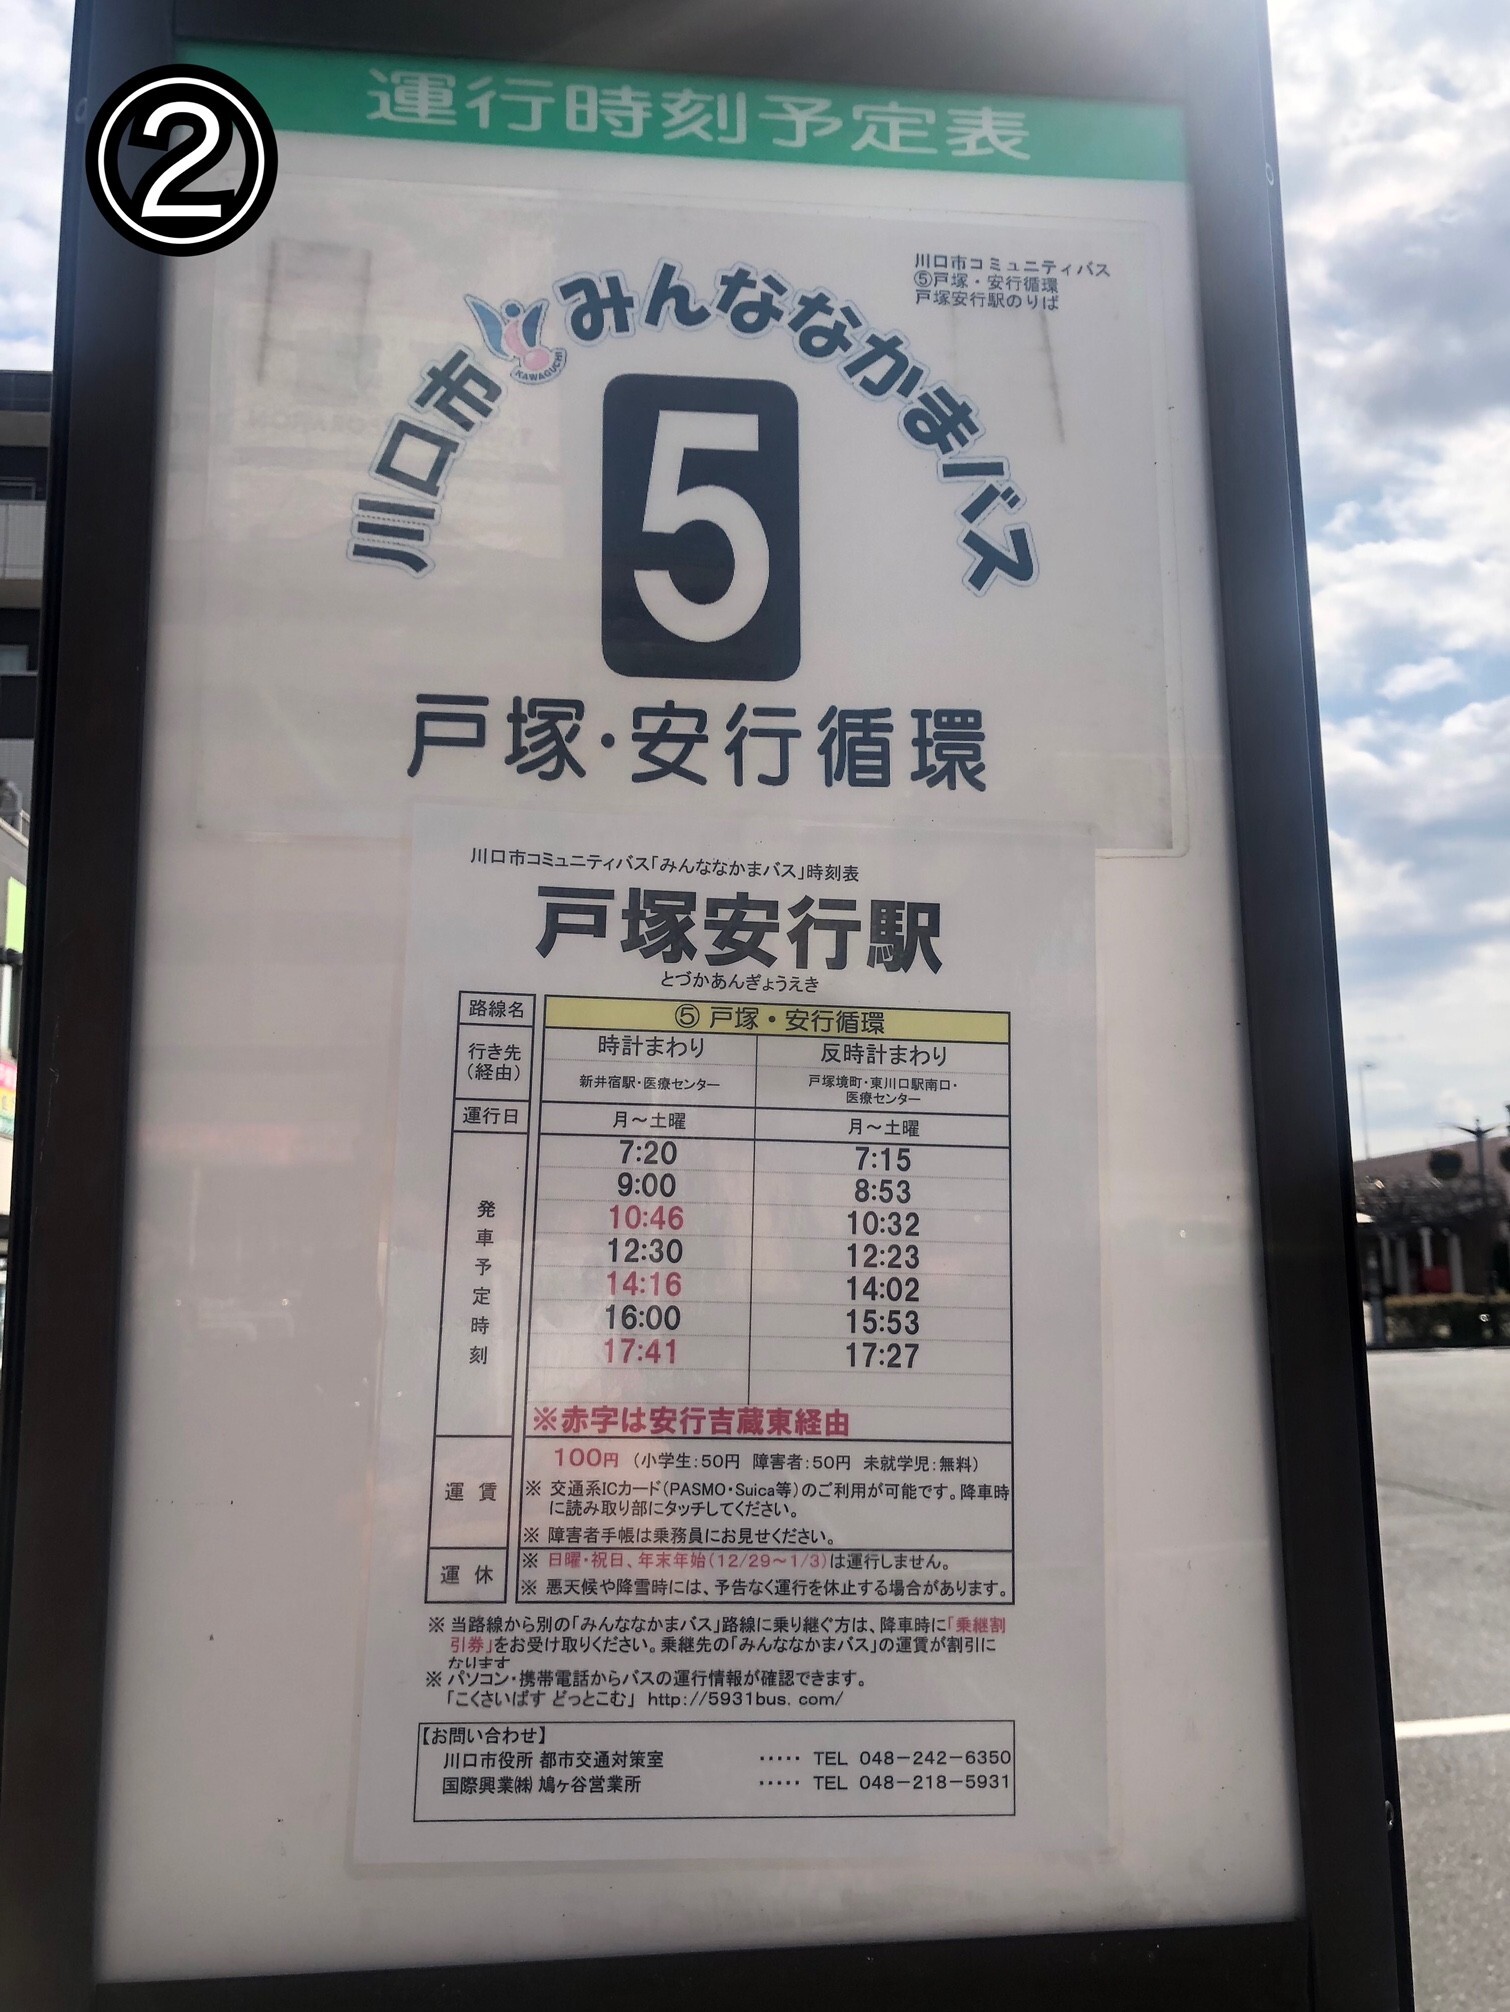 ②
運行時刻予定表
川口市コミュニティバス
⑤戸塚・安行循環
戸塚安行駅のりば
川口市 KAWAGUCHI みんななかまバス
5
戸塚・安行循環
川口市コミュニティバス「みんななかまバス」時刻表
戸塚安行駅
とづかあんぎょうえき
路線名 ⑤ 戸塚・安行循環
行き先(経由) 時計まわり 反時計まわり
新井宿駅・医療センター 戸塚境町・東川口駅南口・医療センター
運行日 月～土曜 月～土曜
発車予定時刻
7:20 7:15
9:00 8:53
10:46 10:32
12:30 12:23
14:16 14:02
16:00 15:53
17:41 17:27
※赤字は安行吉蔵東経由
運賃
100円 (小学生:50円 障害者:50円 未就学児:無料)
※ 交通系ICカード(PASMO・Suica等)のご利用が可能です。降車時
に読み取り部にタッチしてください。
※ 障害者手帳は乗務員にお見せください。
運休
※ 日曜・祝日、年末年始(12/29～1/3)は運行しません。
※ 悪天候や降雪時には、予告なく運行を休止する場合があります。
※ 当路線から別の「みんななかまバス」路線に乗り継ぐ方は、降車時に「乗継割
引券」をお受け取りください。乗継先の「みんななかまバス」の運賃が割引に
なります
※ パソコン・携帯電話からバスの運行情報が確認できます。
「こくさいばす どっとこむ」 http://5931bus.com/
【お問い合わせ】
川口市役所 都市交通対策室 ····· TEL 048－242－6350
国際興業㈱ 鳩ヶ谷営業所 ····· TEL 048－218－5931